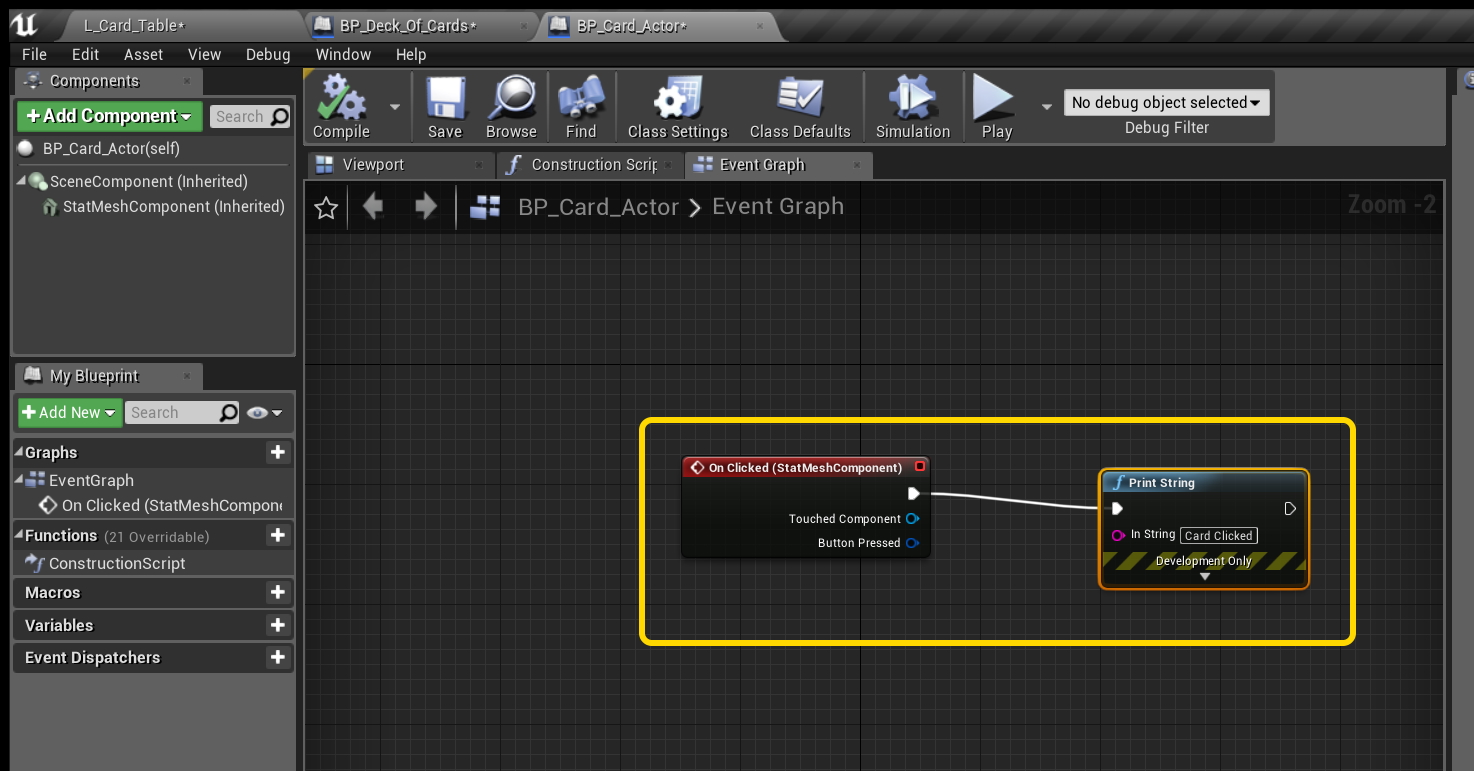 L_Card_Table*
BP_Deck_Of_Cards*
BP_Card_Actor*
File Edit Asset View Debug Window Help
Components
Add Component
Search
BP_Card_Actor(self)
SceneComponent (Inherited)
StatMeshComponent (Inherited)
Compile
Save
Browse
Find
Class Settings
Class Defaults
Simulation
Play
No debug object selected
Debug Filter
Viewport
Construction Scrip
Event Graph
BP_Card_Actor > Event Graph
Zoom -2
My Blueprint
Add New
Search
Graphs
EventGraph
On Clicked (StatMeshCompone
Functions (21 Overridable)
ConstructionScript
Macros
Variables
Event Dispatchers
On Clicked (StatMeshComponent)
Touched Component
Button Pressed
Print String
In String Card Clicked
Development Only